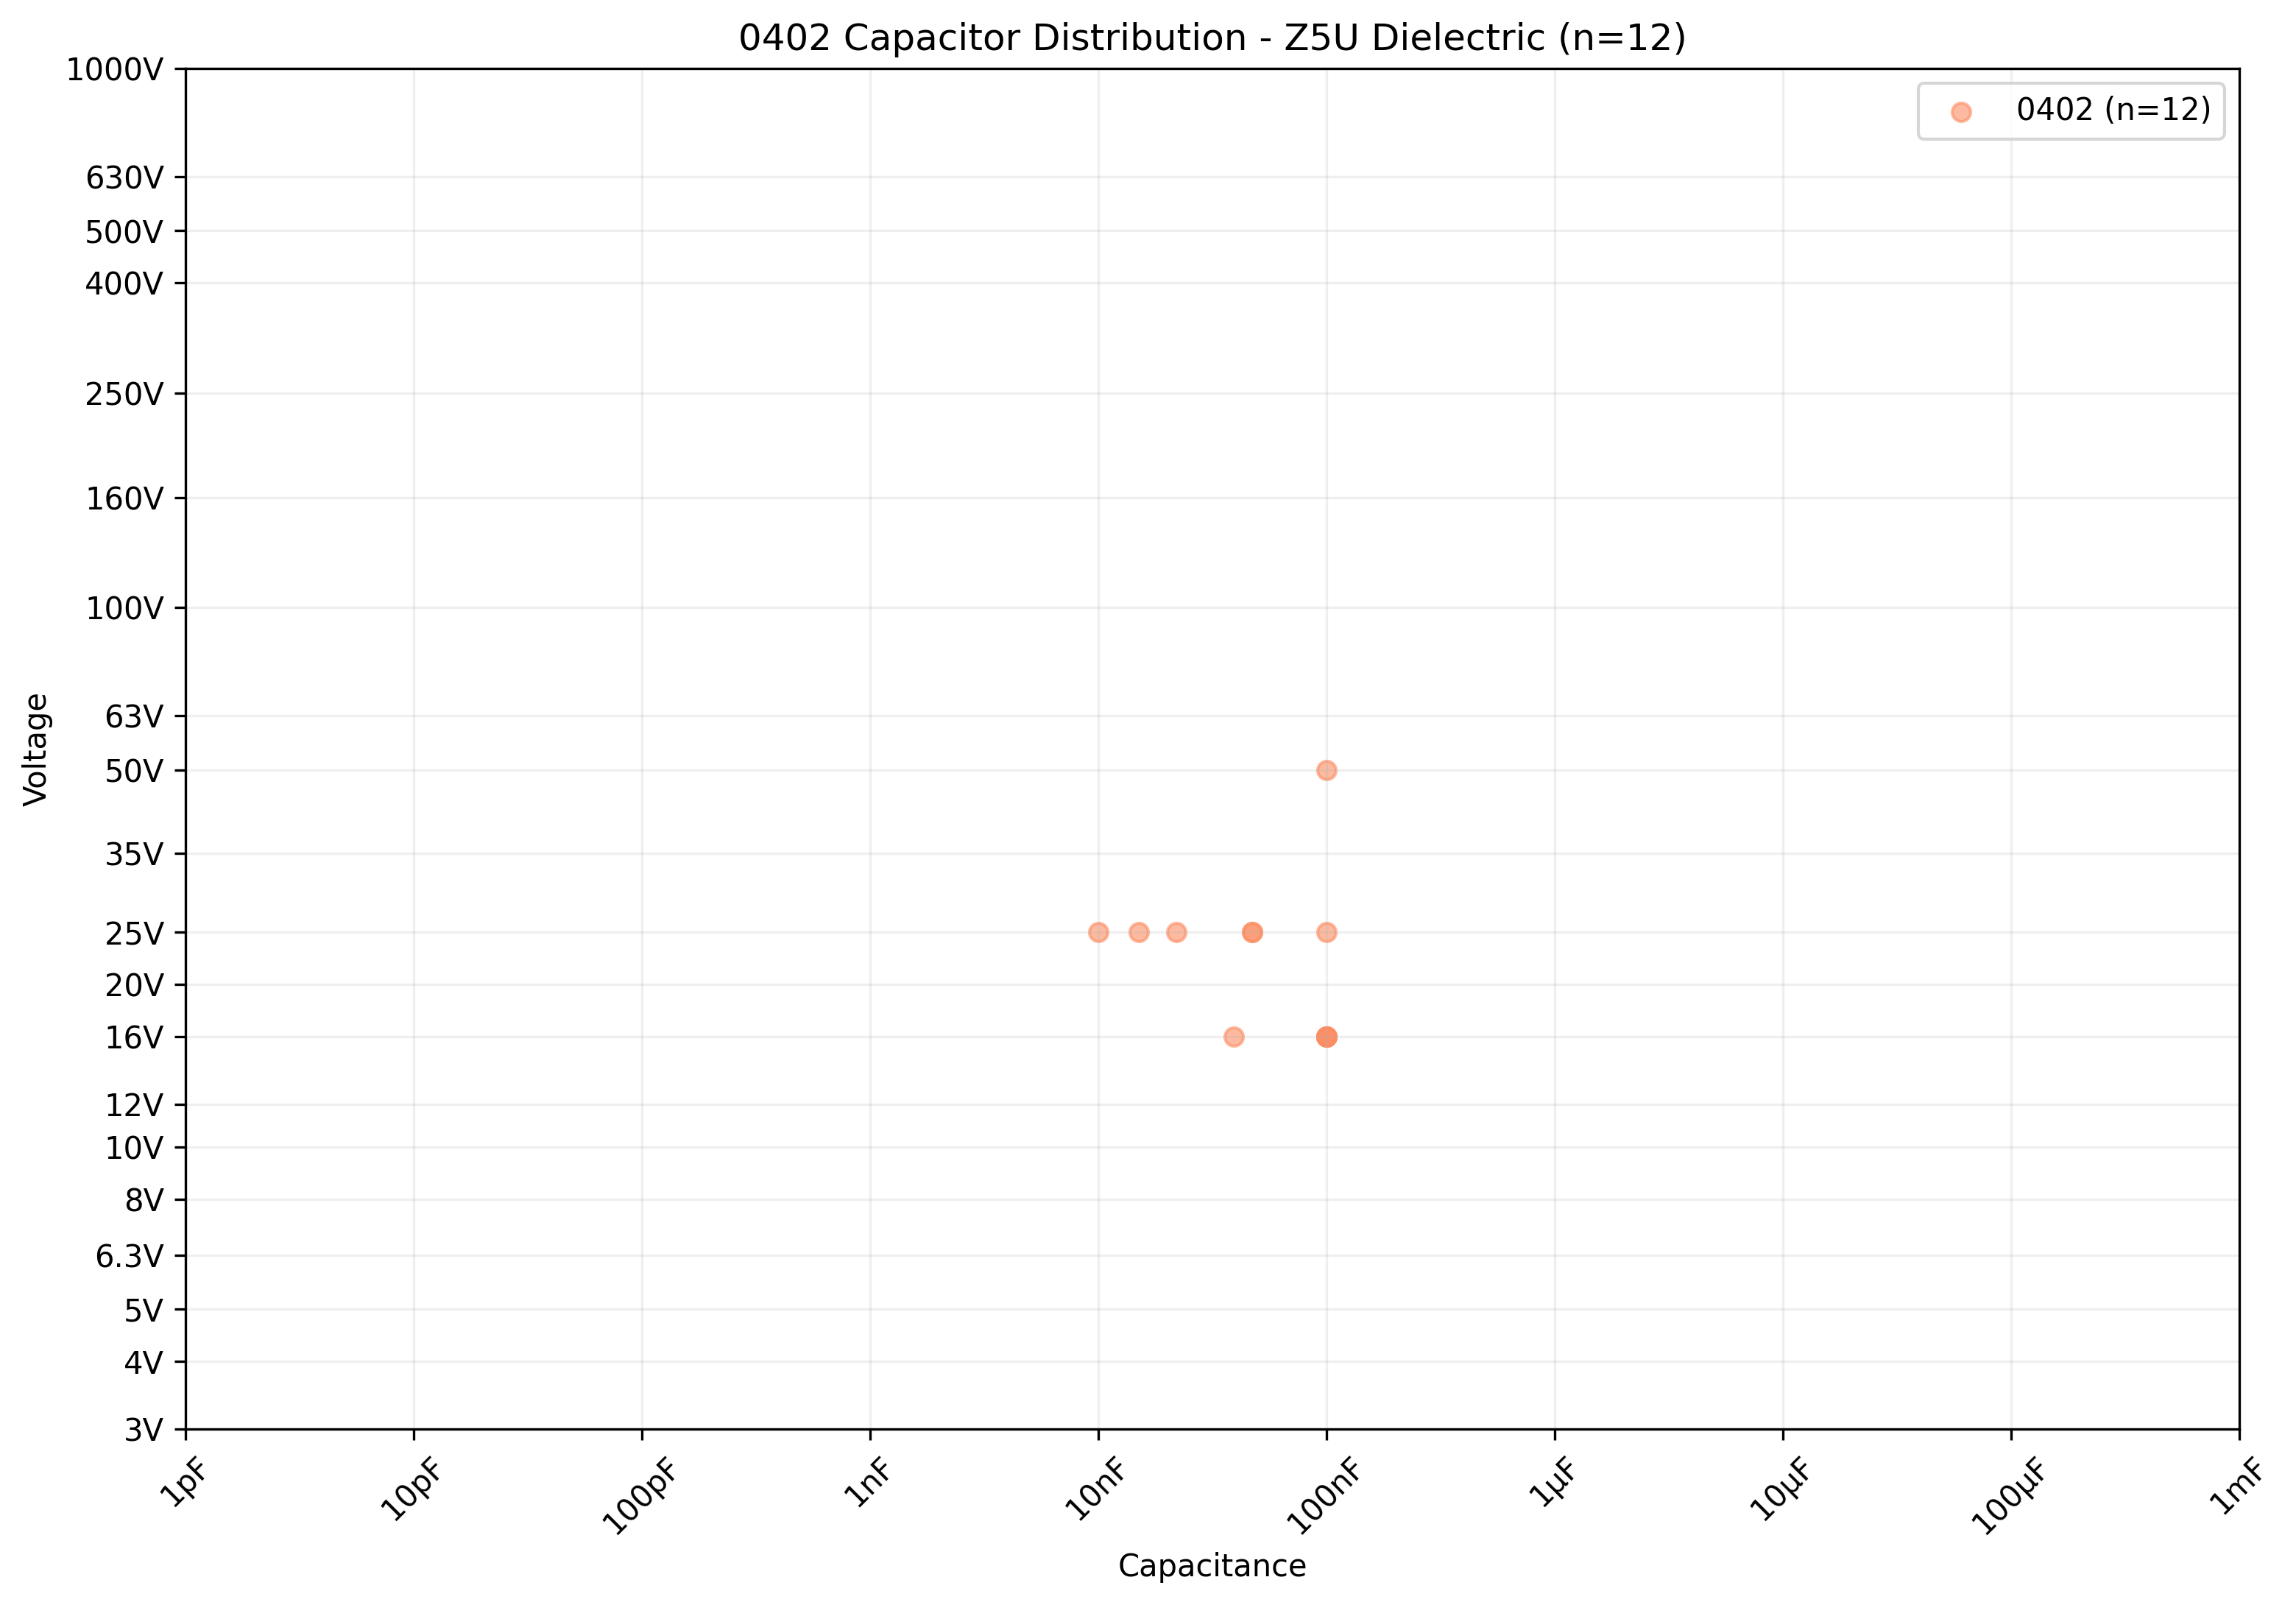 0402 Capacitor Distribution - Z5U Dielectric (n=12)
0402 (n=12)
1000V
630V
500V
400V
250V
160V
100V
63V
50V
35V
25V
20V
16V
12V
10V
8V
6.3V
5V
4V
3V
Voltage
1pF
10pF
100pF
1nF
10nF
100nF
1µF
10µF
100µF
1mF
Capacitance